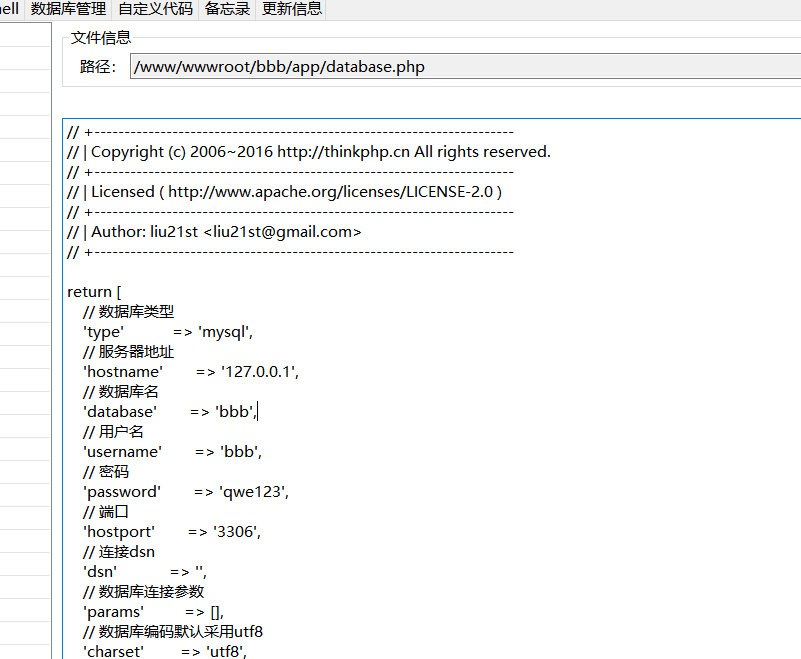 ell 数据库管理 自定义代码 备忘录 更新信息
文件信息
路径： /www/wwwroot/bbb/app/database.php
// +----------------------------------------------------------------------
// | Copyright (c) 2006~2016 http://thinkphp.cn All rights reserved.
// +----------------------------------------------------------------------
// | Licensed ( http://www.apache.org/licenses/LICENSE-2.0 )
// +----------------------------------------------------------------------
// | Author: liu21st <liu21st@gmail.com>
// +----------------------------------------------------------------------
return [
// 数据库类型
'type' => 'mysql',
// 服务器地址
'hostname' => '127.0.0.1',
// 数据库名
'database' => 'bbb',
// 用户名
'username' => 'bbb',
// 密码
'password' => 'qwe123',
// 端口
'hostport' => '3306',
// 连接dsn
'dsn' => '',
// 数据库连接参数
'params' => [],
// 数据库编码默认采用utf8
'charset' => 'utf8',